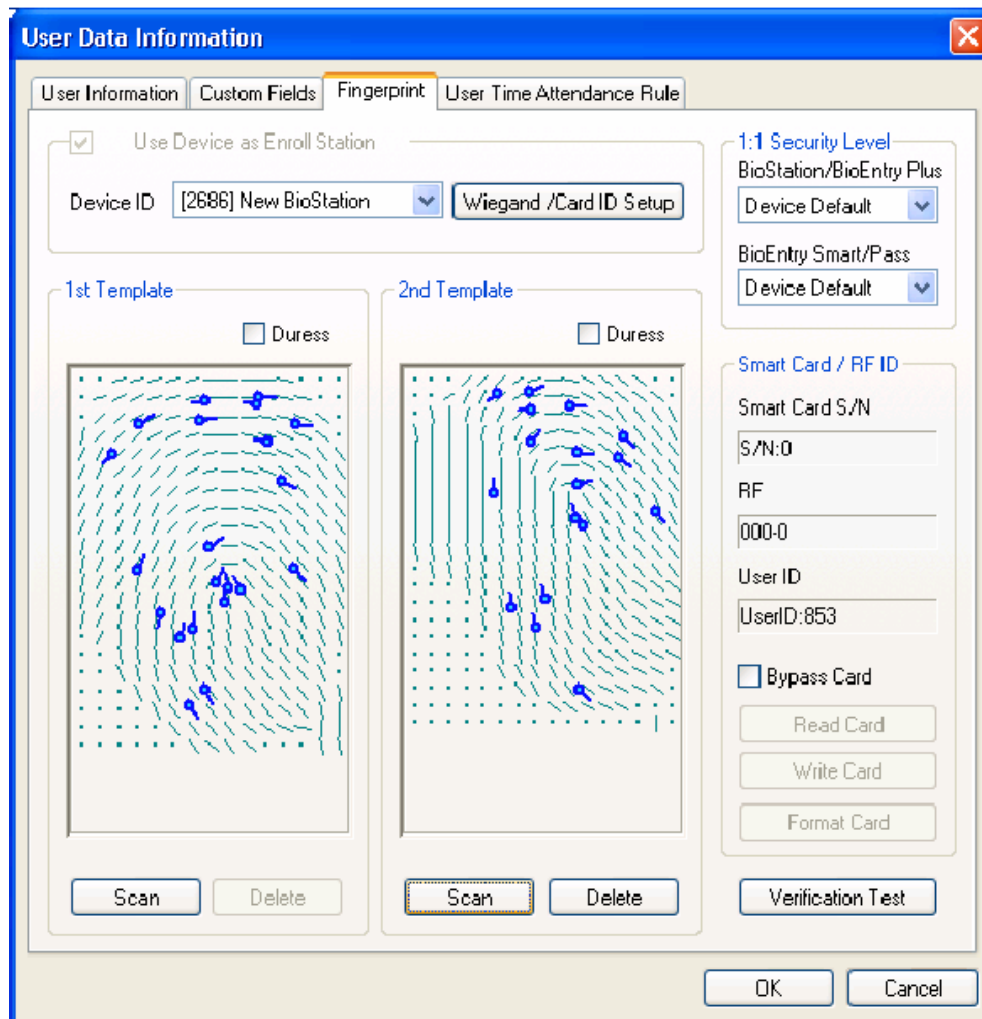 User Data Information
User Information
Custom Fields
Fingerprint
User Time Attendance Rule
Use Device as Enroll Station
Device ID
[2686] New BioStation
Wiegand /Card ID Setup
1:1 Security Level
BioStation/BioEntry Plus
Device Default
BioEntry Smart/Pass
Device Default
1st Template
Duress
Scan
Delete
2nd Template
Duress
Scan
Delete
Smart Card / RF ID
Smart Card S/N
S/N:0
RF
000-0
User ID
UserID:853
Bypass Card
Read Card
Write Card
Format Card
Verification Test
OK
Cancel